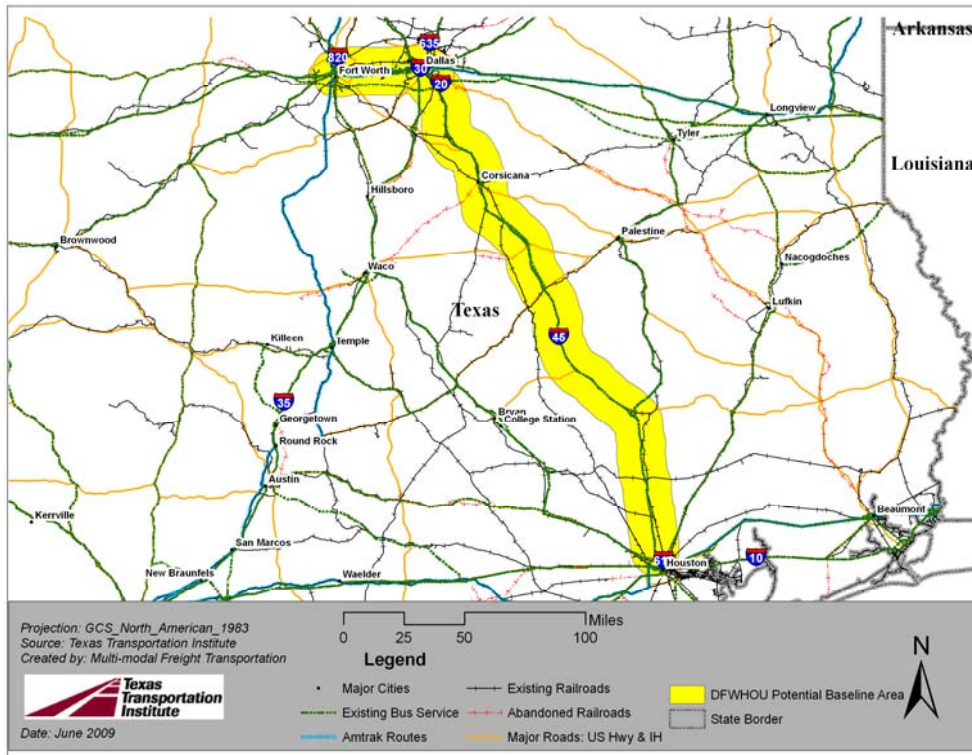 Arkansas
635
820
Dallas
30
Fort Worth
20
Longview
Tyler
Louisiana
Corsicana
Hillsboro
Palestine
Brownwood
Nacogdoches
Waco
Texas
Lufkin
45
Killeen
Temple
35
Bryan
College Station
Georgetown
Round Rock
Austin
Beaumont
Kerrville
San Marcos
10
Houston
New Braunfels
Waelder
Projection: GCS_North_American_1983
Source: Texas Transportation Institute
Created by: Multi-modal Freight Transportation
Miles
0 25 50 100
Legend
N
Major Cities
Existing Railroads
DFWHOU Potential Baseline Area
Existing Bus Service
Abandoned Railroads
State Border
Amtrak Routes
Major Roads: US Hwy & IH
Texas
Transportation
Institute
Date: June 2009